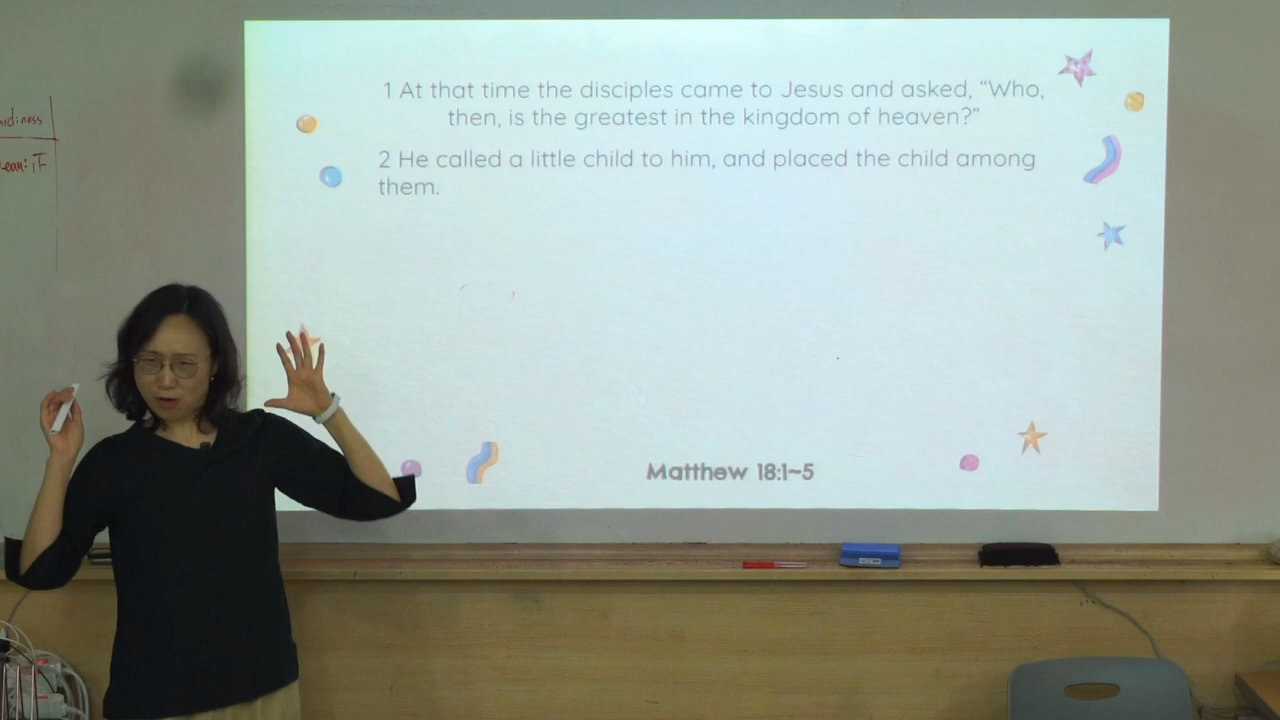 1 At that time the disciples came to Jesus and asked, “Who,
then, is the greatest in the kingdom of heaven?”
2 He called a little child to him, and placed the child among
them.
Matthew 18:1~5